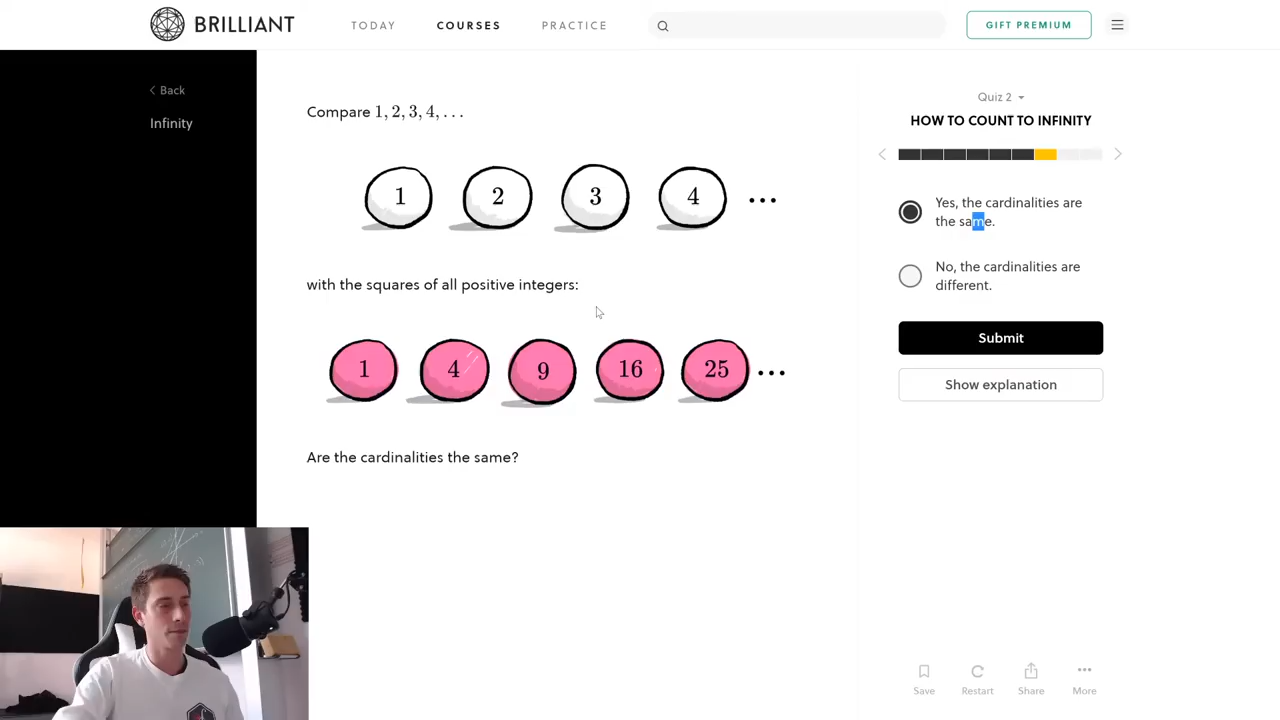 BRILLIANT
TODAY
COURSES
PRACTICE
GIFT PREMIUM
Back
Infinity
Compare 1, 2, 3, 4, . . .
1 2 3 4 ...
with the squares of all positive integers:
1 4 9 16 25 ...
Are the cardinalities the same?
Quiz 2
HOW TO COUNT TO INFINITY
Yes, the cardinalities are
the same.
No, the cardinalities are
different.
Submit
Show explanation
Save
Restart
Share
More